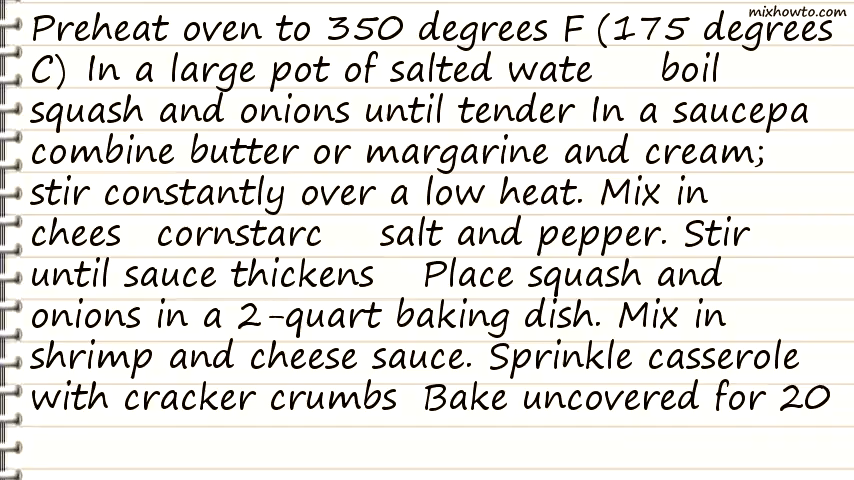 mixhowto.com
Preheat oven to 350 degrees F (175 degrees
C) In a large pot of salted wate boil
squash and onions until tender In a saucepa
combine butter or margarine and cream;
stir constantly over a low heat. Mix in
chees cornstarc salt and pepper. Stir
until sauce thickens Place squash and
onions in a 2-quart baking dish. Mix in
shrimp and cheese sauce. Sprinkle casserole
with cracker crumbs Bake uncovered for 20